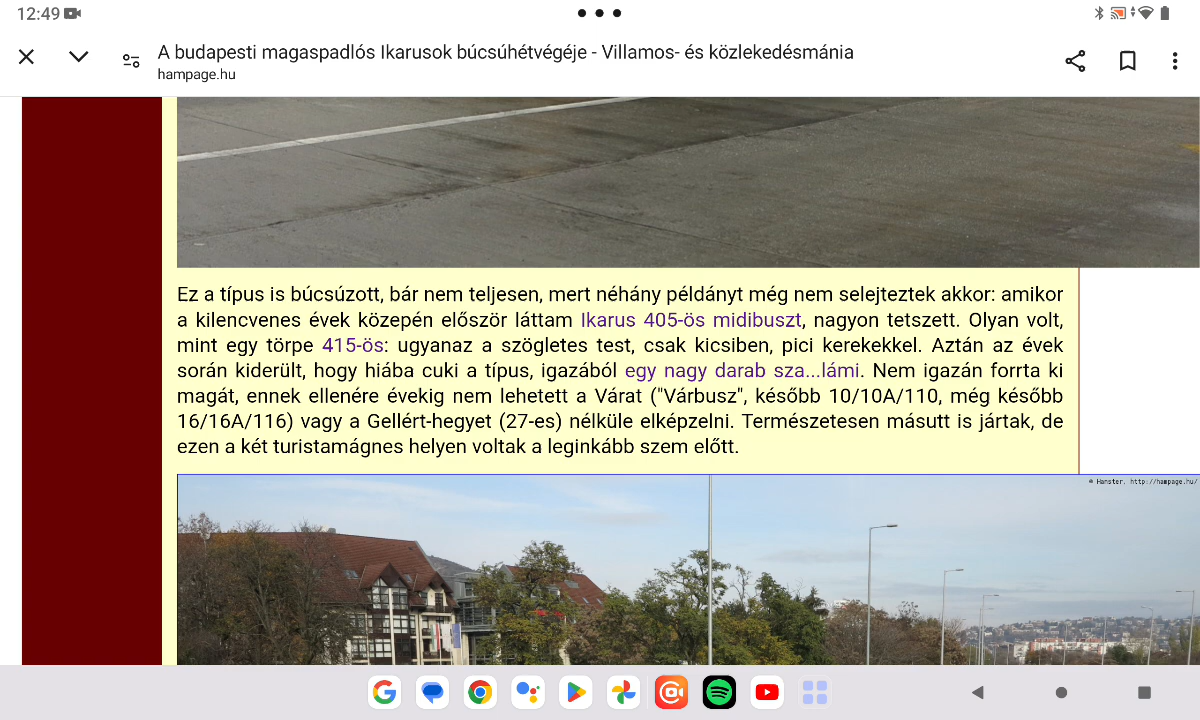 12:49
A budapesti magaspadlós Ikarusok búcsúhétvégéje - Villamos- és közlekedésmánia
hampage.hu
Ez a típus is búcsúzott, bár nem teljesen, mert néhány példányt még nem selejteztek akkor: amikor
a kilencvenes évek közepén először láttam Ikarus 405-ös midibuszt, nagyon tetszett. Olyan volt,
mint egy törpe 415-ös: ugyanaz a szögletes test, csak kicsiben, pici kerekekkel. Aztán az évek
során kiderült, hogy hiába cuki a típus, igazából egy nagy darab sza...lámi. Nem igazán forrta ki
magát, ennek ellenére évekig nem lehetett a Várat ("Várbusz", később 10/10A/110, még később
16/16A/116) vagy a Gellért-hegyet (27-es) nélküle elképzelni. Természetesen másutt is jártak, de
ezen a két turistamágnes helyen voltak a leginkább szem előtt.
© Hamster, http://hampage.hu/